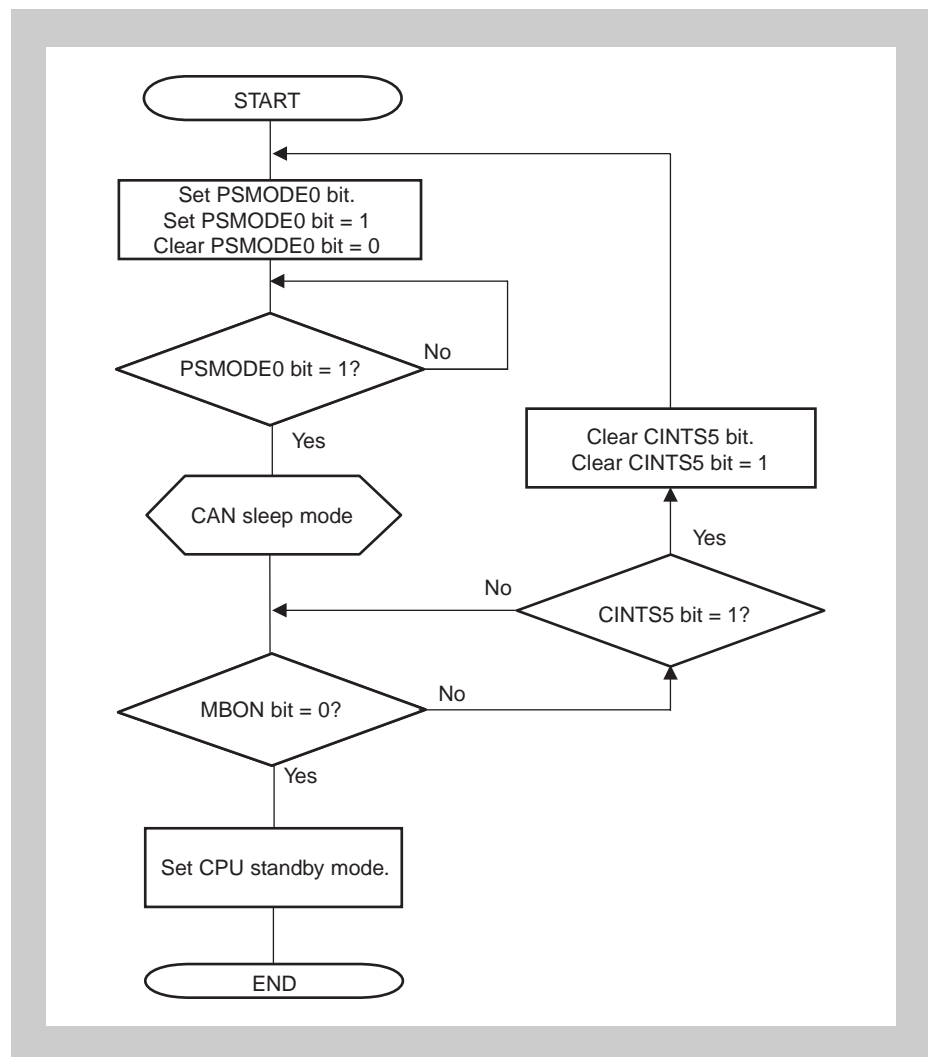 START
Set PSMODE0 bit.
Set PSMODE0 bit = 1
Clear PSMODE0 bit = 0
PSMODE0 bit = 1?
No
Yes
Clear CINTS5 bit.
Clear CINTS5 bit = 1
CAN sleep mode
Yes
No
CINTS5 bit = 1?
MBON bit = 0?
No
Yes
Set CPU standby mode.
END